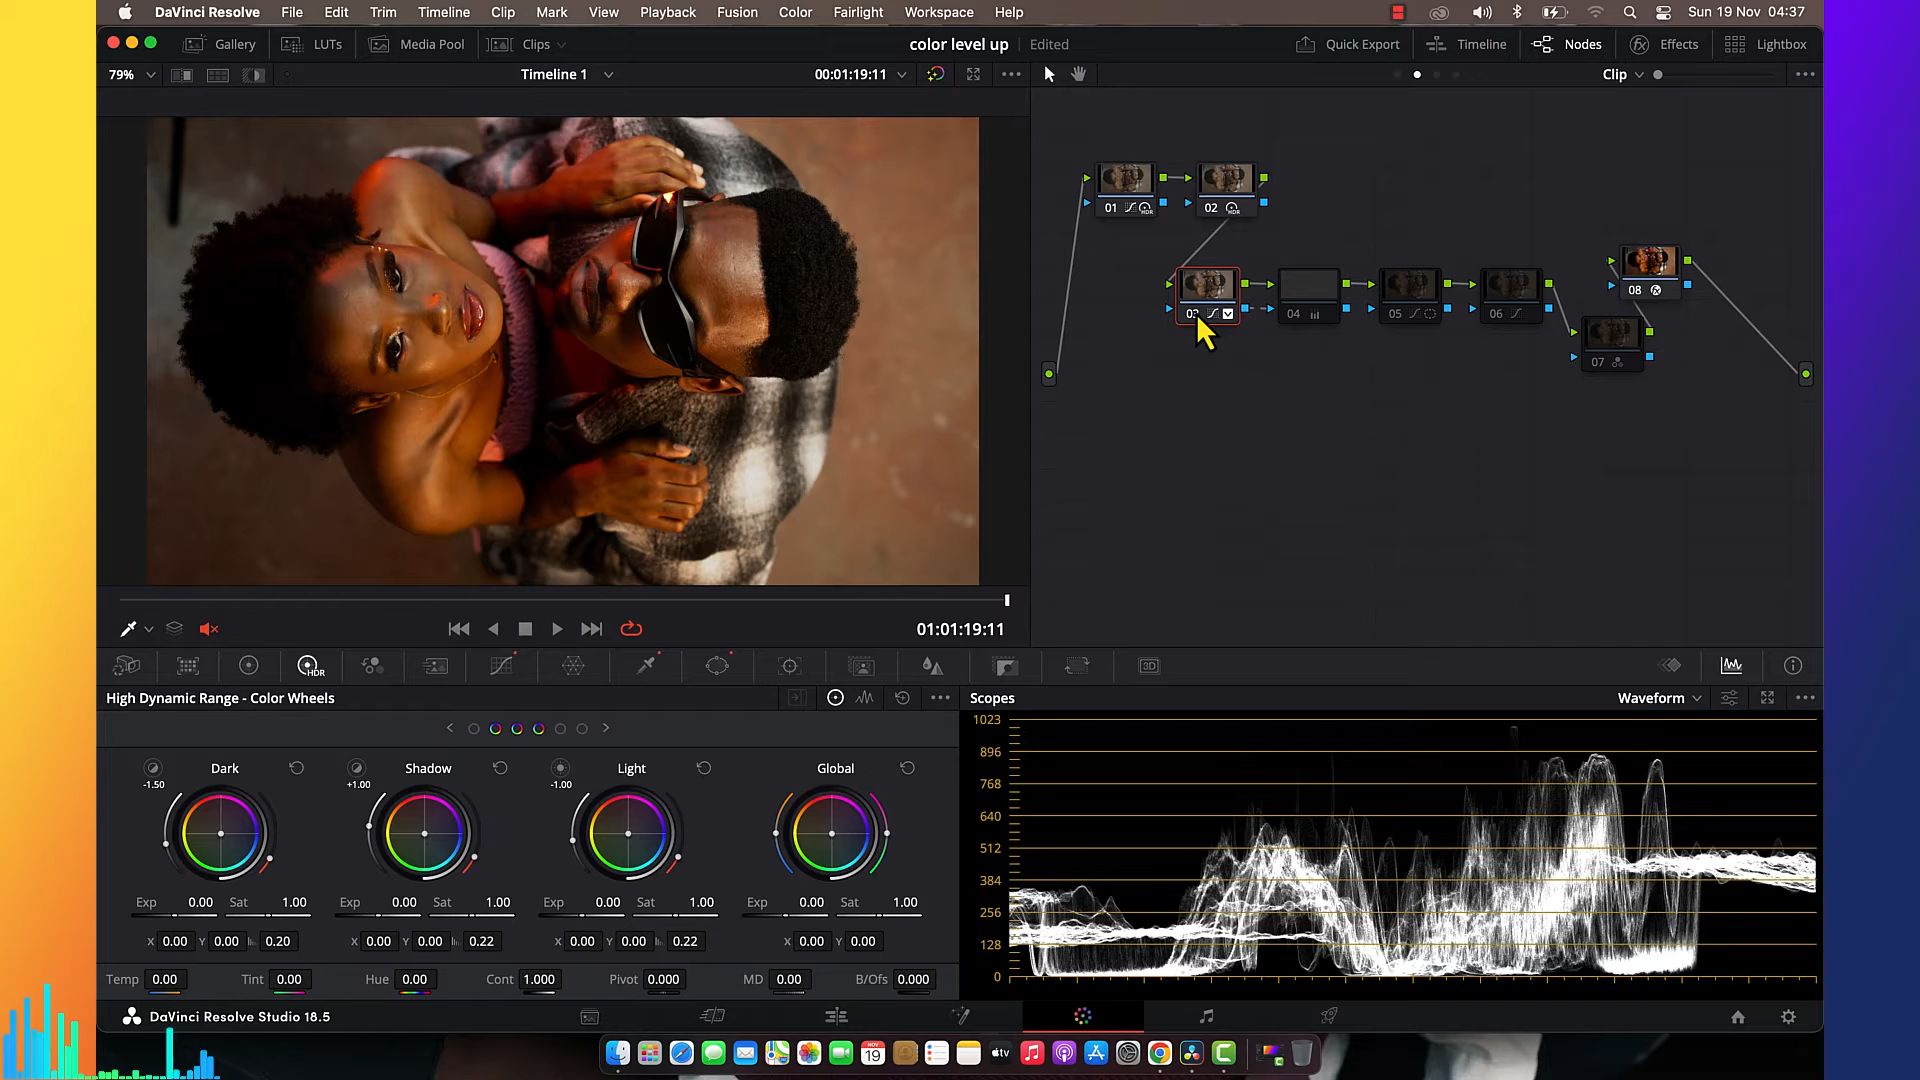 DaVinci Resolve File Edit Trim Timeline Clip Mark View Playback Fusion Color Fairlight Workspace Help Sun 19 Nov 04:37
Gallery LUTs Media Pool Clips color level up Edited Quick Export Timeline Nodes Effects Lightbox
79% Timeline 1 00:01:19:11 Clip
01 HDR 02 HDR
03 04 05 06
08
07
01:01:19:11
HDR 3D
High Dynamic Range - Color Wheels Scopes Waveform
Dark Shadow Light Global
-1.50 +1.00 -1.00
Exp 0.00 Sat 1.00 Exp 0.00 Sat 1.00 Exp 0.00 Sat 1.00 Exp 0.00 Sat 1.00
X 0.00 Y 0.00 0.20 X 0.00 Y 0.00 0.22 X 0.00 Y 0.00 0.22 X 0.00 Y 0.00
Temp 0.00 Tint 0.00 Hue 0.00 Cont 1.000 Pivot 0.000 MD 0.00 B/Ofs 0.000
1023
896
768
640
512
384
256
128
0
DaVinci Resolve Studio 18.5
NOV
19
tv